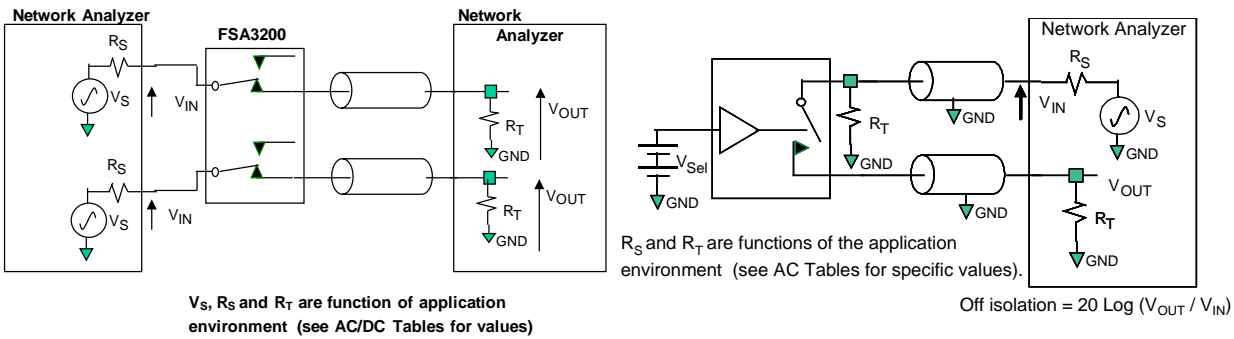 Network Analyzer
FSA3200
Network
Analyzer
RS
VS
VIN
RT
VOUT
GND
RS
VS
VIN
RT
VOUT
GND
VS, RS and RT are function of application
environment (see AC/DC Tables for values)
Network Analyzer
RS
VIN
VS
GND
GND
RT
GND
VSel
GND
GND
VOUT
RT
GND
RS and RT are functions of the application
environment (see AC Tables for specific values).
Off isolation = 20 Log (VOUT / VIN)